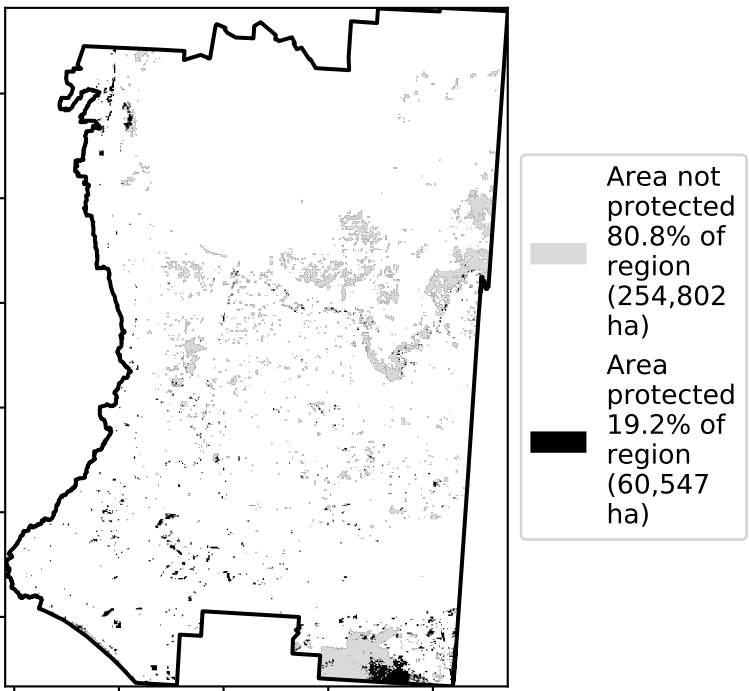 Area not
protected
80.8% of
region
(254,802
ha)
Area
protected
19.2% of
region
(60,547
ha)